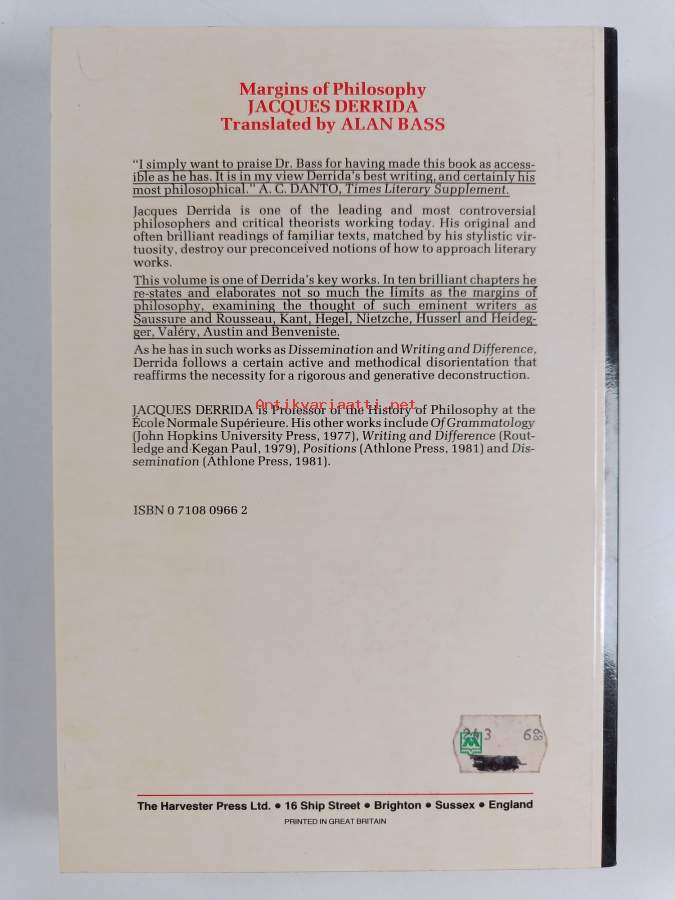 Margins of Philosophy
JACQUES DERRIDA
Translated by ALAN BASS
"I simply want to praise Dr. Bass for having made this book as access-
ible as he has. It is in my view Derrida's best writing, and certainly his
most philosophical." A. C. DANTO, Times Literary Supplement.
Jacques Derrida is one of the leading and most controversial
philosophers and critical theorists working today. His original and
often brilliant readings of familiar texts, matched by his stylistic vir-
tuosity, destroy our preconceived notions of how to approach literary
works.
This volume is one of Derrida's key works. In ten brilliant chapters he
re-states and elaborates not so much the limits as the margins of
philosophy, examining the thought of such eminent writers as
Saussure and Rousseau, Kant, Hegel, Nietzche, Husserl and Heideg-
ger, Valéry, Austin and Benveniste.
As he has in such works as Dissemination and Writing and Difference,
Derrida follows a certain active and methodical disorientation that
reaffirms the necessity for a rigorous and generative deconstruction.
Antikvariaatti.net
JACQUES DERRIDA is Professor of the History of Philosophy at the
École Normale Supérieure. His other works include Of Grammatology
(John Hopkins University Press, 1977), Writing and Difference (Rout-
ledge and Kegan Paul, 1979), Positions (Athlone Press, 1981) and Dis-
semination (Athlone Press, 1981).
ISBN 0 7108 0966 2
The Harvester Press Ltd. • 16 Ship Street • Brighton • Sussex • England
PRINTED IN GREAT BRITAIN